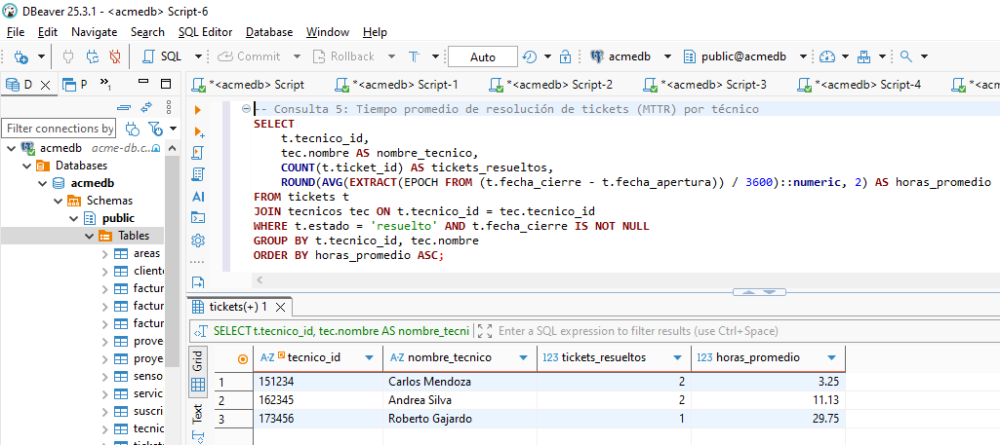 DBeaver 25.3.1 - <acmedb> Script-6
File Edit Navigate Search SQL Editor Database Window Help
SQL Commit Rollback T Auto acmedb public@acmedb
D P »1 *<acmedb> Script *<acmedb> Script-1 *<acmedb> Script-2 *<acmedb> Script-3 *<acmedb> Script-4 *<acm
Filter connections by
acmedb acme-db.c...
Databases
acmedb
Schemas
public
Tables
areas
cliente
factur
factur
factur
prove
proye
senso
servic
suscri
tecnic
tickets
AI
-- Consulta 5: Tiempo promedio de resolución de tickets (MTTR) por técnico
SELECT
t.tecnico_id,
tec.nombre AS nombre_tecnico,
COUNT(t.ticket_id) AS tickets_resueltos,
ROUND(AVG(EXTRACT(EPOCH FROM (t.fecha_cierre - t.fecha_apertura)) / 3600)::numeric, 2) AS horas_promedio
FROM tickets t
JOIN tecnicos tec ON t.tecnico_id = tec.tecnico_id
WHERE t.estado = 'resuelto' AND t.fecha_cierre IS NOT NULL
GROUP BY t.tecnico_id, tec.nombre
ORDER BY horas_promedio ASC;
tickets(+) 1
SELECT t.tecnico_id, tec.nombre AS nombre_tecni Enter a SQL expression to filter results (use Ctrl+Space)
Grid
Text
A-Z tecnico_id A-Z nombre_tecnico 123 tickets_resueltos 123 horas_promedio
1 151234 Carlos Mendoza 2 3.25
2 162345 Andrea Silva 2 11.13
3 173456 Roberto Gajardo 1 29.75